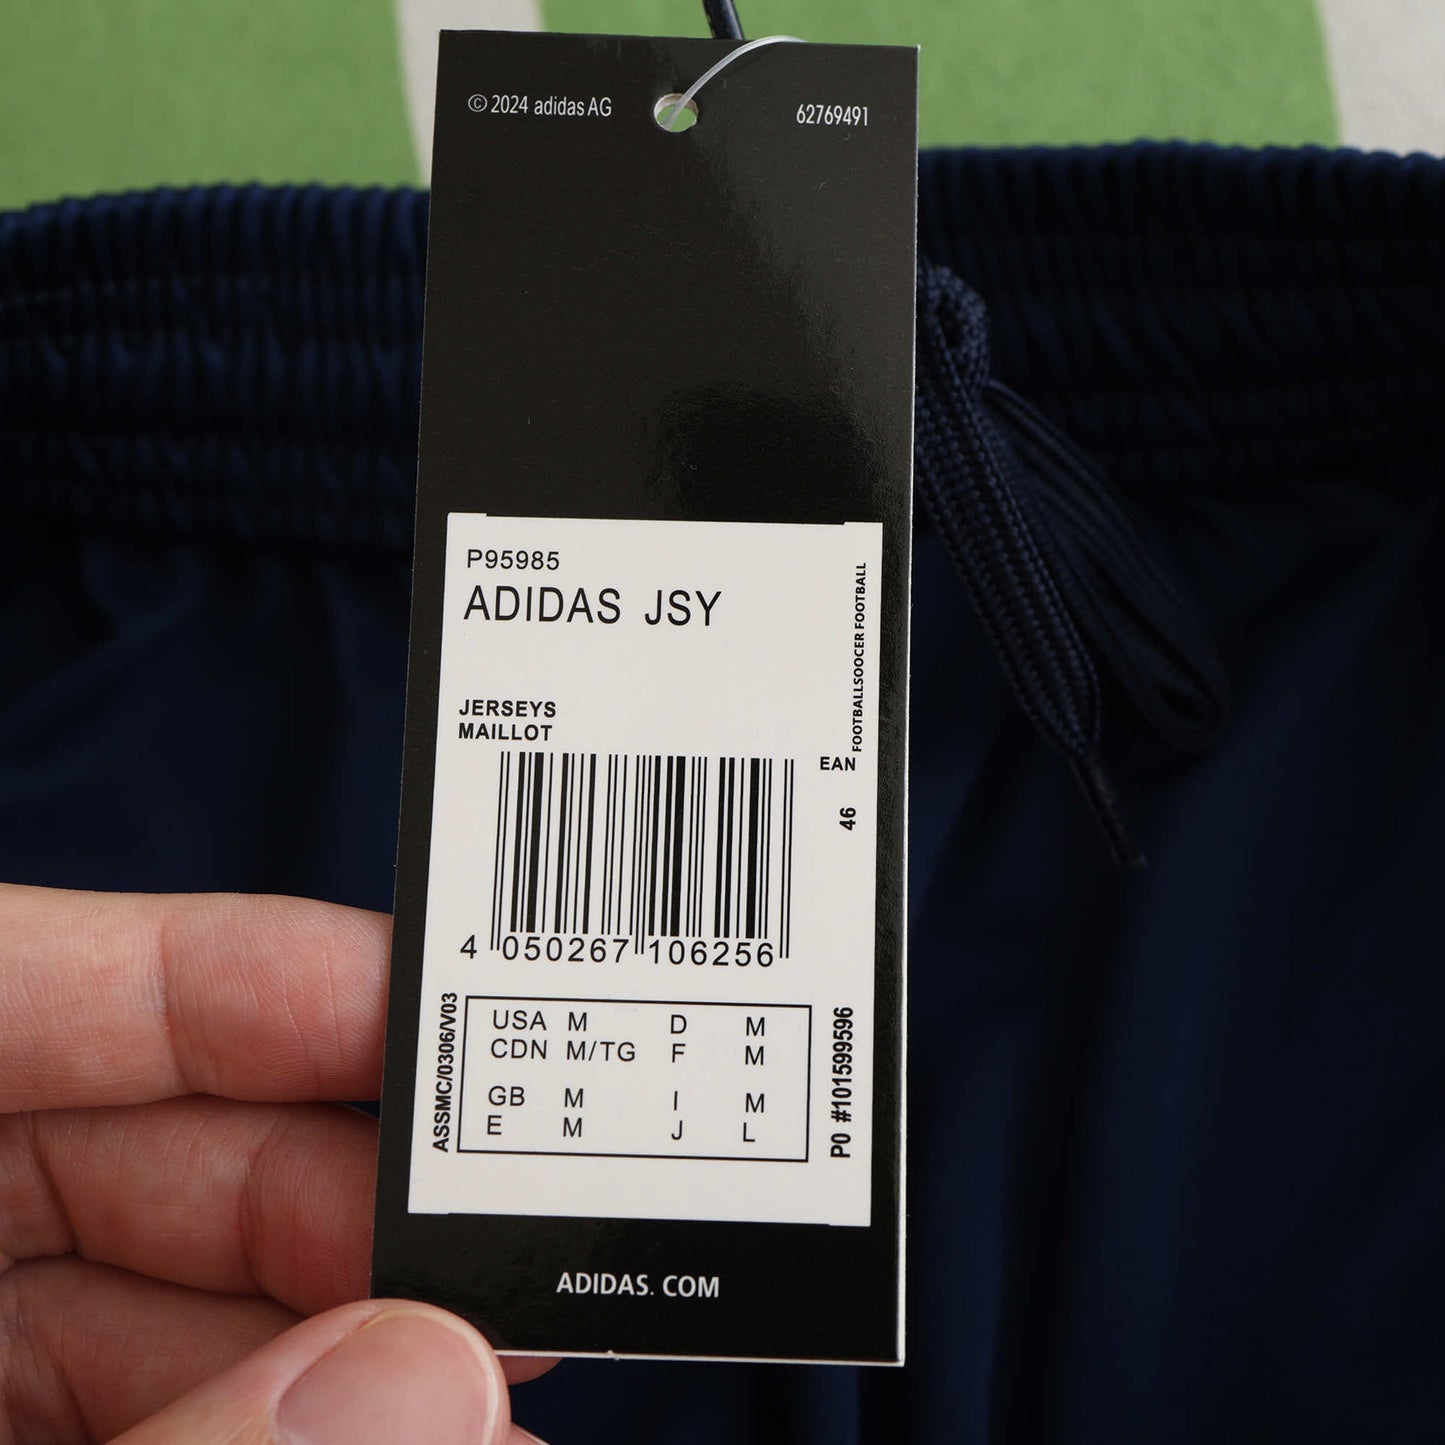 © 2024 adidas AG
62769491
P95985
ADIDAS JSY
FOOTBALLSOOCER FOOTBALL
JERSEYS
MAILLOT
EAN
46
4 050267 106256
ASSMC/0306/V03
USA M D M
CDN M/TG F M
GB M I M
E M J L
PO #101599596
ADIDAS. COM